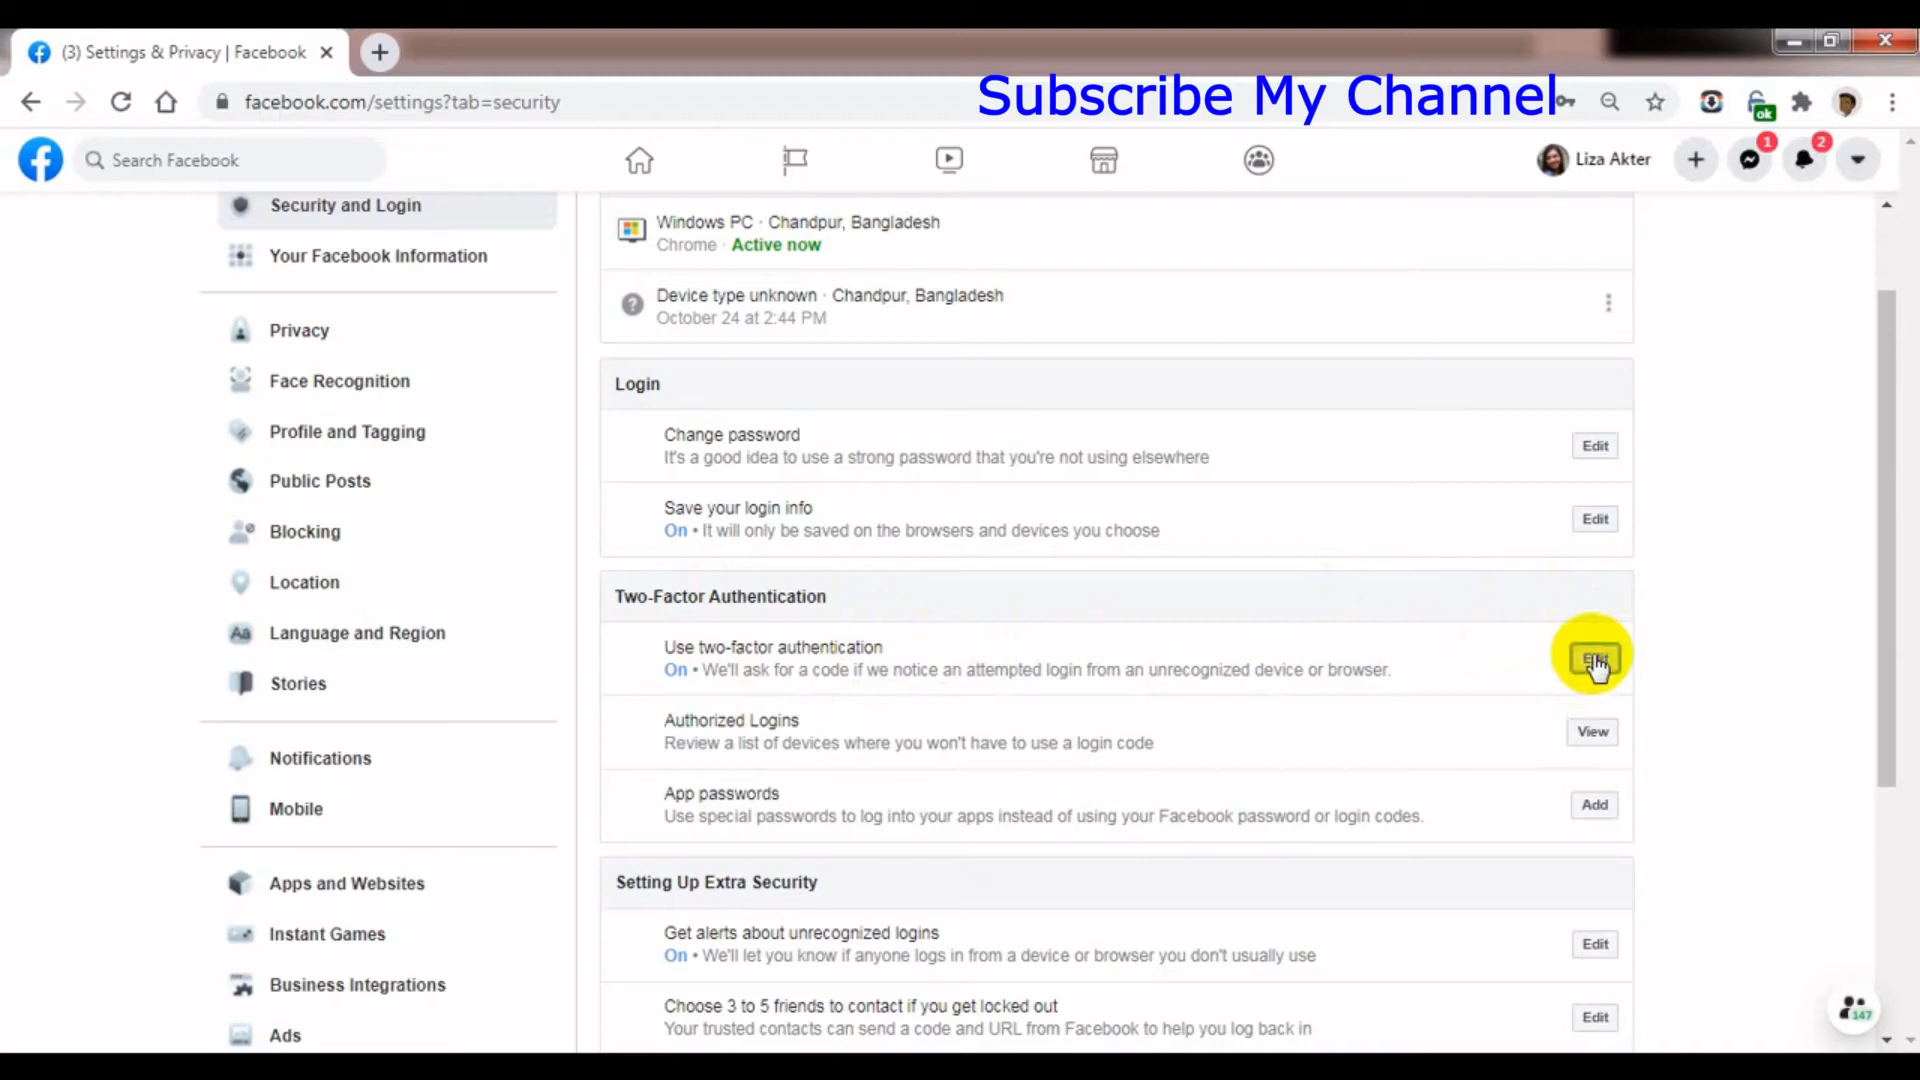 (3) Settings & Privacy | Facebook
facebook.com/settings?tab=security
Subscribe My Channel
ok
Search Facebook
Liza Akter
1
2
Security and Login
Your Facebook Information
Privacy
Face Recognition
Profile and Tagging
Public Posts
Blocking
Location
Aa Language and Region
Stories
Notifications
Mobile
Apps and Websites
Instant Games
Business Integrations
Ads
Windows PC · Chandpur, Bangladesh
Chrome · Active now
Device type unknown · Chandpur, Bangladesh
October 24 at 2:44 PM
Login
Change password
It's a good idea to use a strong password that you're not using elsewhere
Edit
Save your login info
On • It will only be saved on the browsers and devices you choose
Edit
Two-Factor Authentication
Use two-factor authentication
On • We'll ask for a code if we notice an attempted login from an unrecognized device or browser.
Authorized Logins
Review a list of devices where you won't have to use a login code
View
App passwords
Use special passwords to log into your apps instead of using your Facebook password or login codes.
Add
Setting Up Extra Security
Get alerts about unrecognized logins
On • We'll let you know if anyone logs in from a device or browser you don't usually use
Edit
Choose 3 to 5 friends to contact if you get locked out
Your trusted contacts can send a code and URL from Facebook to help you log back in
Edit
147